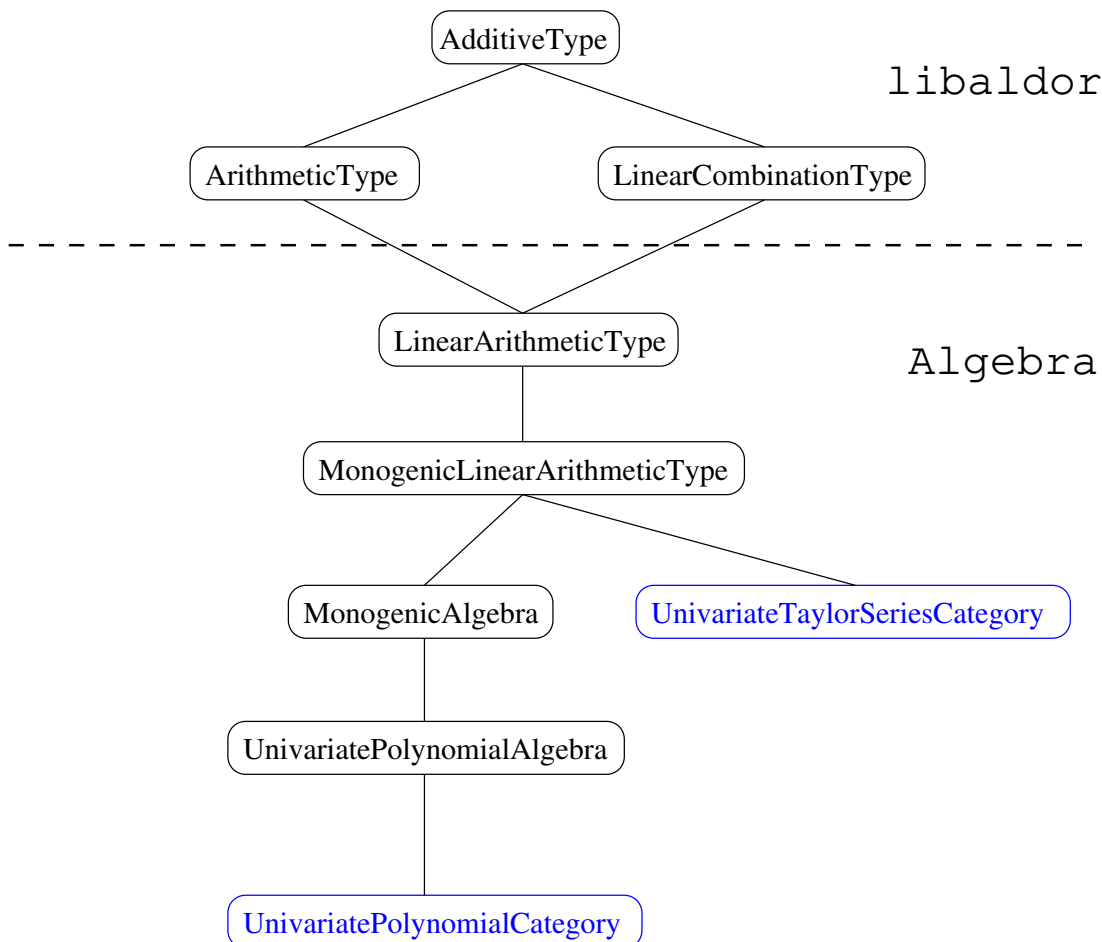 AdditiveType
libaldor
ArithmeticType
LinearCombinationType
LinearArithmeticType
Algebra
MonogenicLinearArithmeticType
MonogenicAlgebra
UnivariateTaylorSeriesCategory
UnivariatePolynomialAlgebra
UnivariatePolynomialCategory